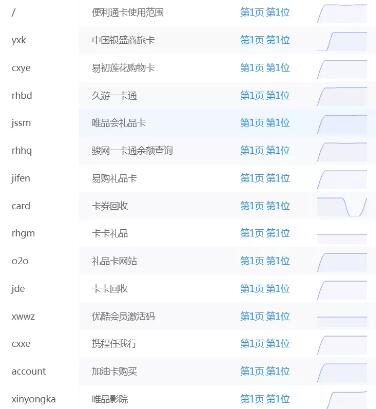 / 便利通卡使用范围 第1页 第1位
yxk 中国银盛商旅卡 第1页 第1位
cxye 易初莲花购物卡 第1页 第1位
rhbd 久游一卡通 第1页 第1位
jssm 唯品会礼品卡 第1页 第1位
rhhq 骏网一卡通余额查询 第1页 第1位
jifen 易购礼品卡 第1页 第1位
card 卡券回收 第1页 第1位
rhgm 卡卡礼品 第1页 第1位
o2o 礼品卡网站 第1页 第1位
jde 卡卡回收 第1页 第1位
xwwz 优酷会员激活码 第1页 第1位
cxxe 携程任我行 第1页 第1位
account 加油卡购买 第1页 第1位
xinyongka 唯品影院 第1页 第1位